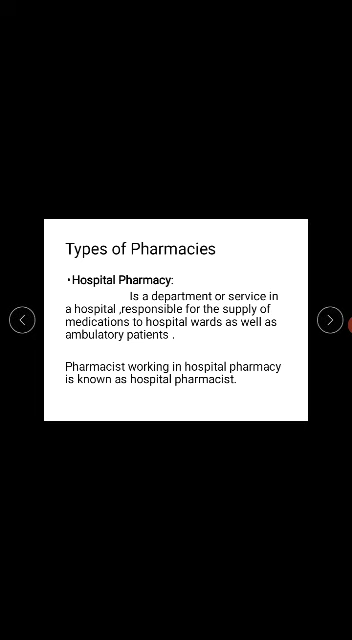 Types of Pharmacies
•Hospital Pharmacy:
Is a department or service in
a hospital ,responsible for the supply of
medications to hospital wards as well as
ambulatory patients .
Pharmacist working in hospital pharmacy
is known as hospital pharmacist.